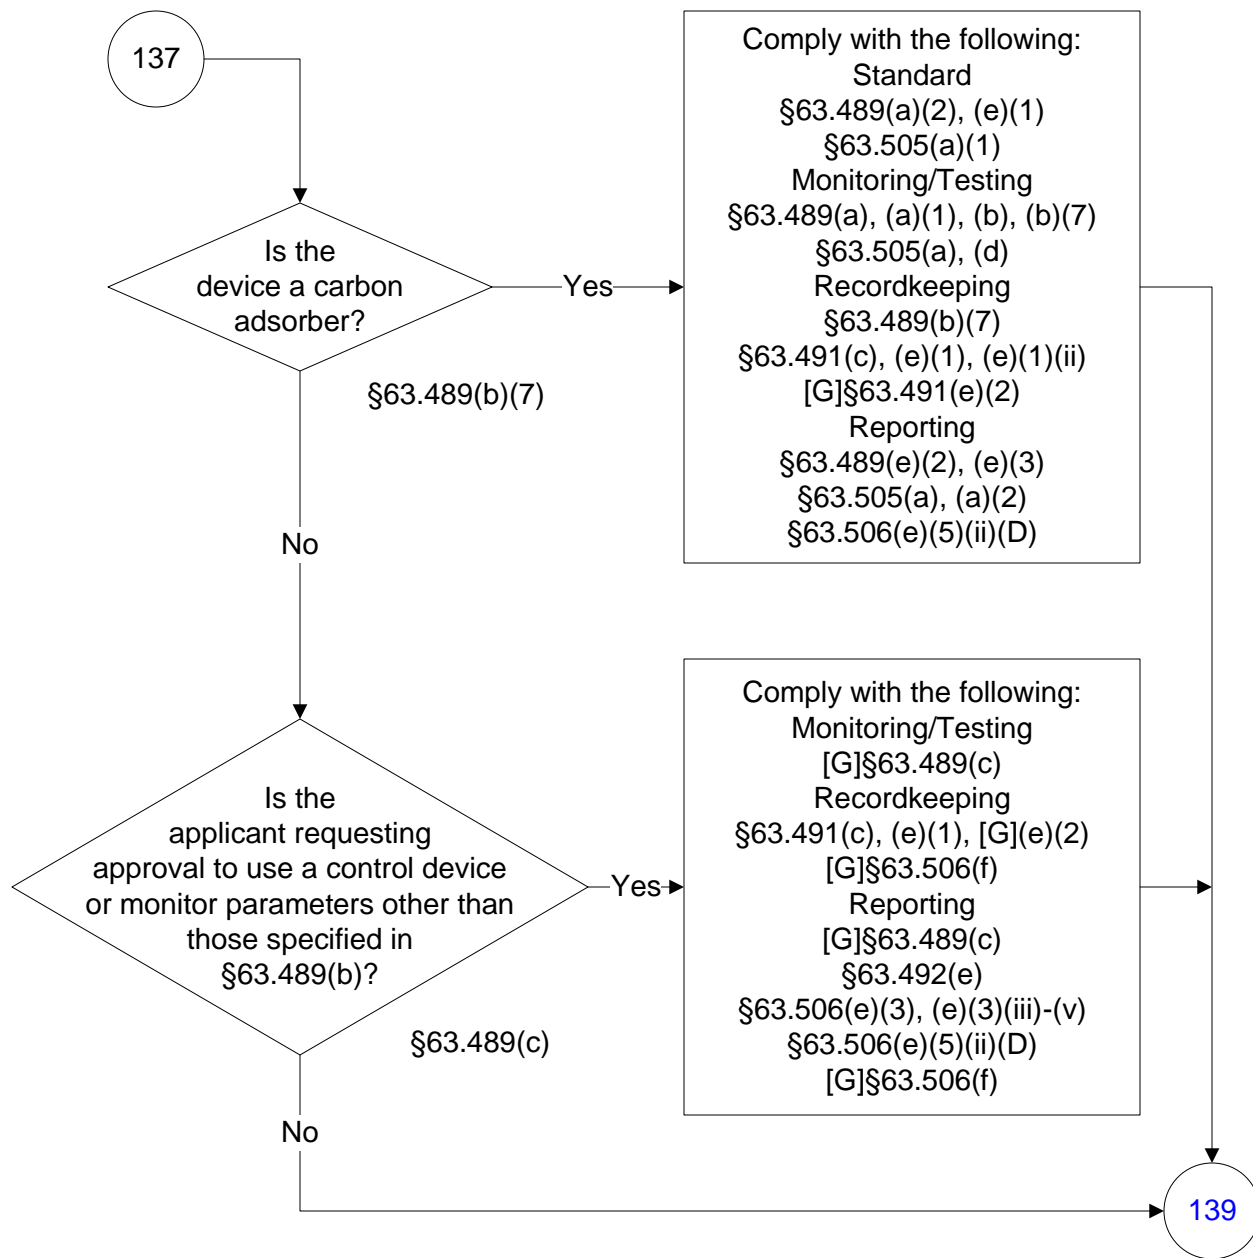 137
Is the
device a carbon
adsorber?
Yes
§63.489(b)(7)
No
Comply with the following:
Standard
§63.489(a)(2), (e)(1)
§63.505(a)(1)
Monitoring/Testing
§63.489(a), (a)(1), (b), (b)(7)
§63.505(a), (d)
Recordkeeping
§63.489(b)(7)
§63.491(c), (e)(1), (e)(1)(ii)
[G]§63.491(e)(2)
Reporting
§63.489(e)(2), (e)(3)
§63.505(a), (a)(2)
§63.506(e)(5)(ii)(D)
Is the
applicant requesting
approval to use a control device
or monitor parameters other than
those specified in
§63.489(b)?
Yes
§63.489(c)
No
Comply with the following:
Monitoring/Testing
[G]§63.489(c)
Recordkeeping
§63.491(c), (e)(1), [G](e)(2)
[G]§63.506(f)
Reporting
[G]§63.489(c)
§63.492(e)
§63.506(e)(3), (e)(3)(iii)-(v)
§63.506(e)(5)(ii)(D)
[G]§63.506(f)
139